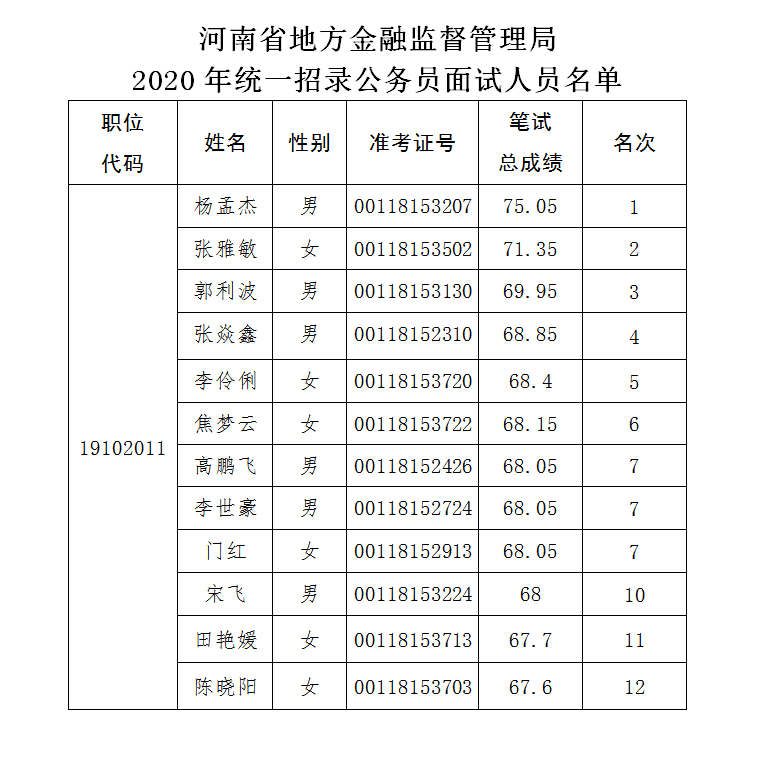 河南省地方金融监督管理局
2020 年统一招录公务员面试人员名单
职位代码 姓名 性别 准考证号 笔试总成绩 名次
19102011
杨孟杰 男 00118153207 75.05 1
张雅敏 女 00118153502 71.35 2
郭利波 男 00118153130 69.95 3
张焱鑫 男 00118152310 68.85 4
李伶俐 女 00118153720 68.4 5
焦梦云 女 00118153722 68.15 6
高鹏飞 男 00118152426 68.05 7
李世豪 男 00118152724 68.05 7
门红 女 00118152913 68.05 7
宋飞 男 00118153224 68 10
田艳媛 女 00118153713 67.7 11
陈晓阳 女 00118153703 67.6 12